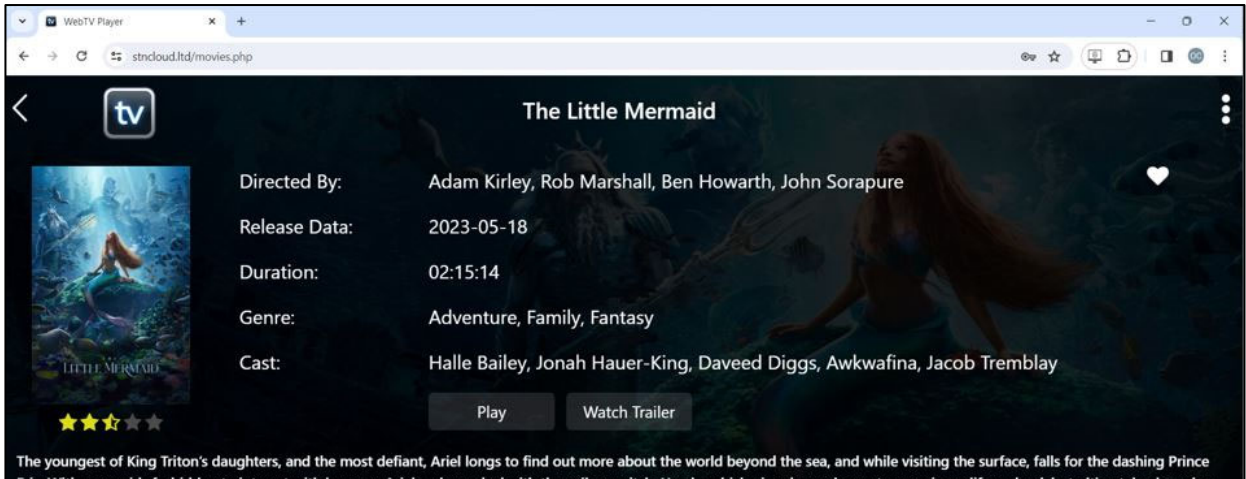 WebTV Player
stncloud.ltd/movies.php
tv
The Little Mermaid
Directed By: Adam Kirley, Rob Marshall, Ben Howarth, John Sorapure
Release Data: 2023-05-18
Duration: 02:15:14
Genre: Adventure, Family, Fantasy
Cast: Halle Bailey, Jonah Hauer-King, Daveed Diggs, Awkwafina, Jacob Tremblay
LITTLE MERMAID
Play Watch Trailer
The youngest of King Triton's daughters, and the most defiant, Ariel longs to find out more about the world beyond the sea, and while visiting the surface, falls for the dashing Prince